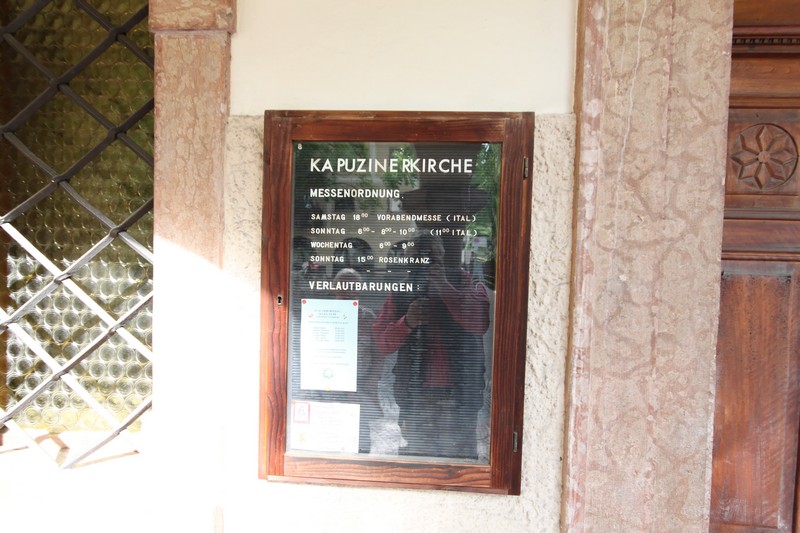 KAPUZINERKIRCHE
MESSENORDNUNG
SAMSTAG 18⁰⁰ VORABENDMESSE (ITAL)
SONNTAG 6⁰⁰ - 8⁰⁰ - 10⁰⁰ (11⁰⁰ ITAL)
WOCHENTAG 6⁰⁰ - 9⁰⁰
SONNTAG 15⁰⁰ ROSENKRANZ
VERLAUTBARUNGEN: